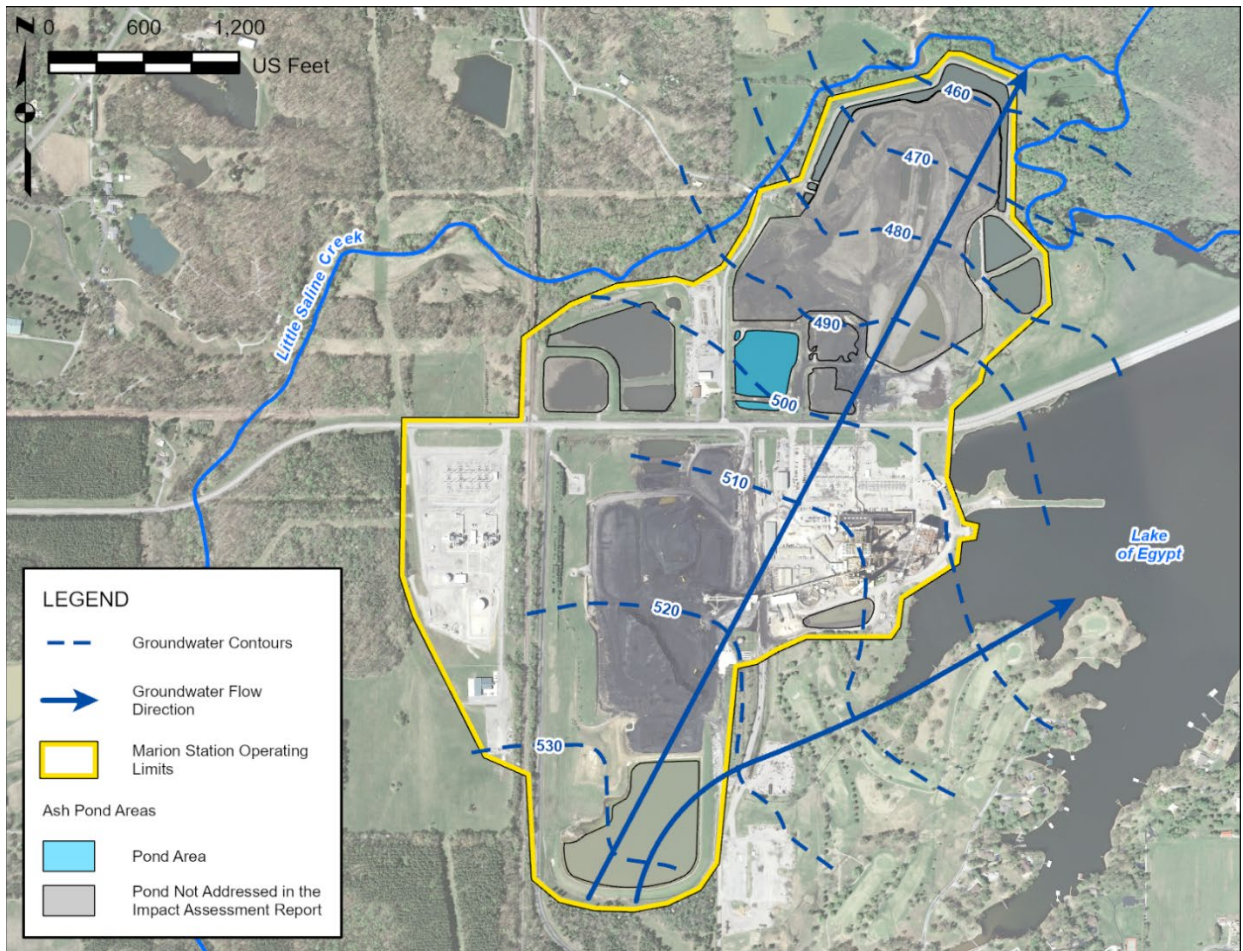 N
0 600 1,200
US Feet
460
470
480
490
Little Saline Creek
500
510
Lake
of Egypt
520
530
LEGEND
Groundwater Contours
Groundwater Flow
Direction
Marion Station Operating
Limits
Ash Pond Areas
Pond Area
Pond Not Addressed in the
Impact Assessment Report